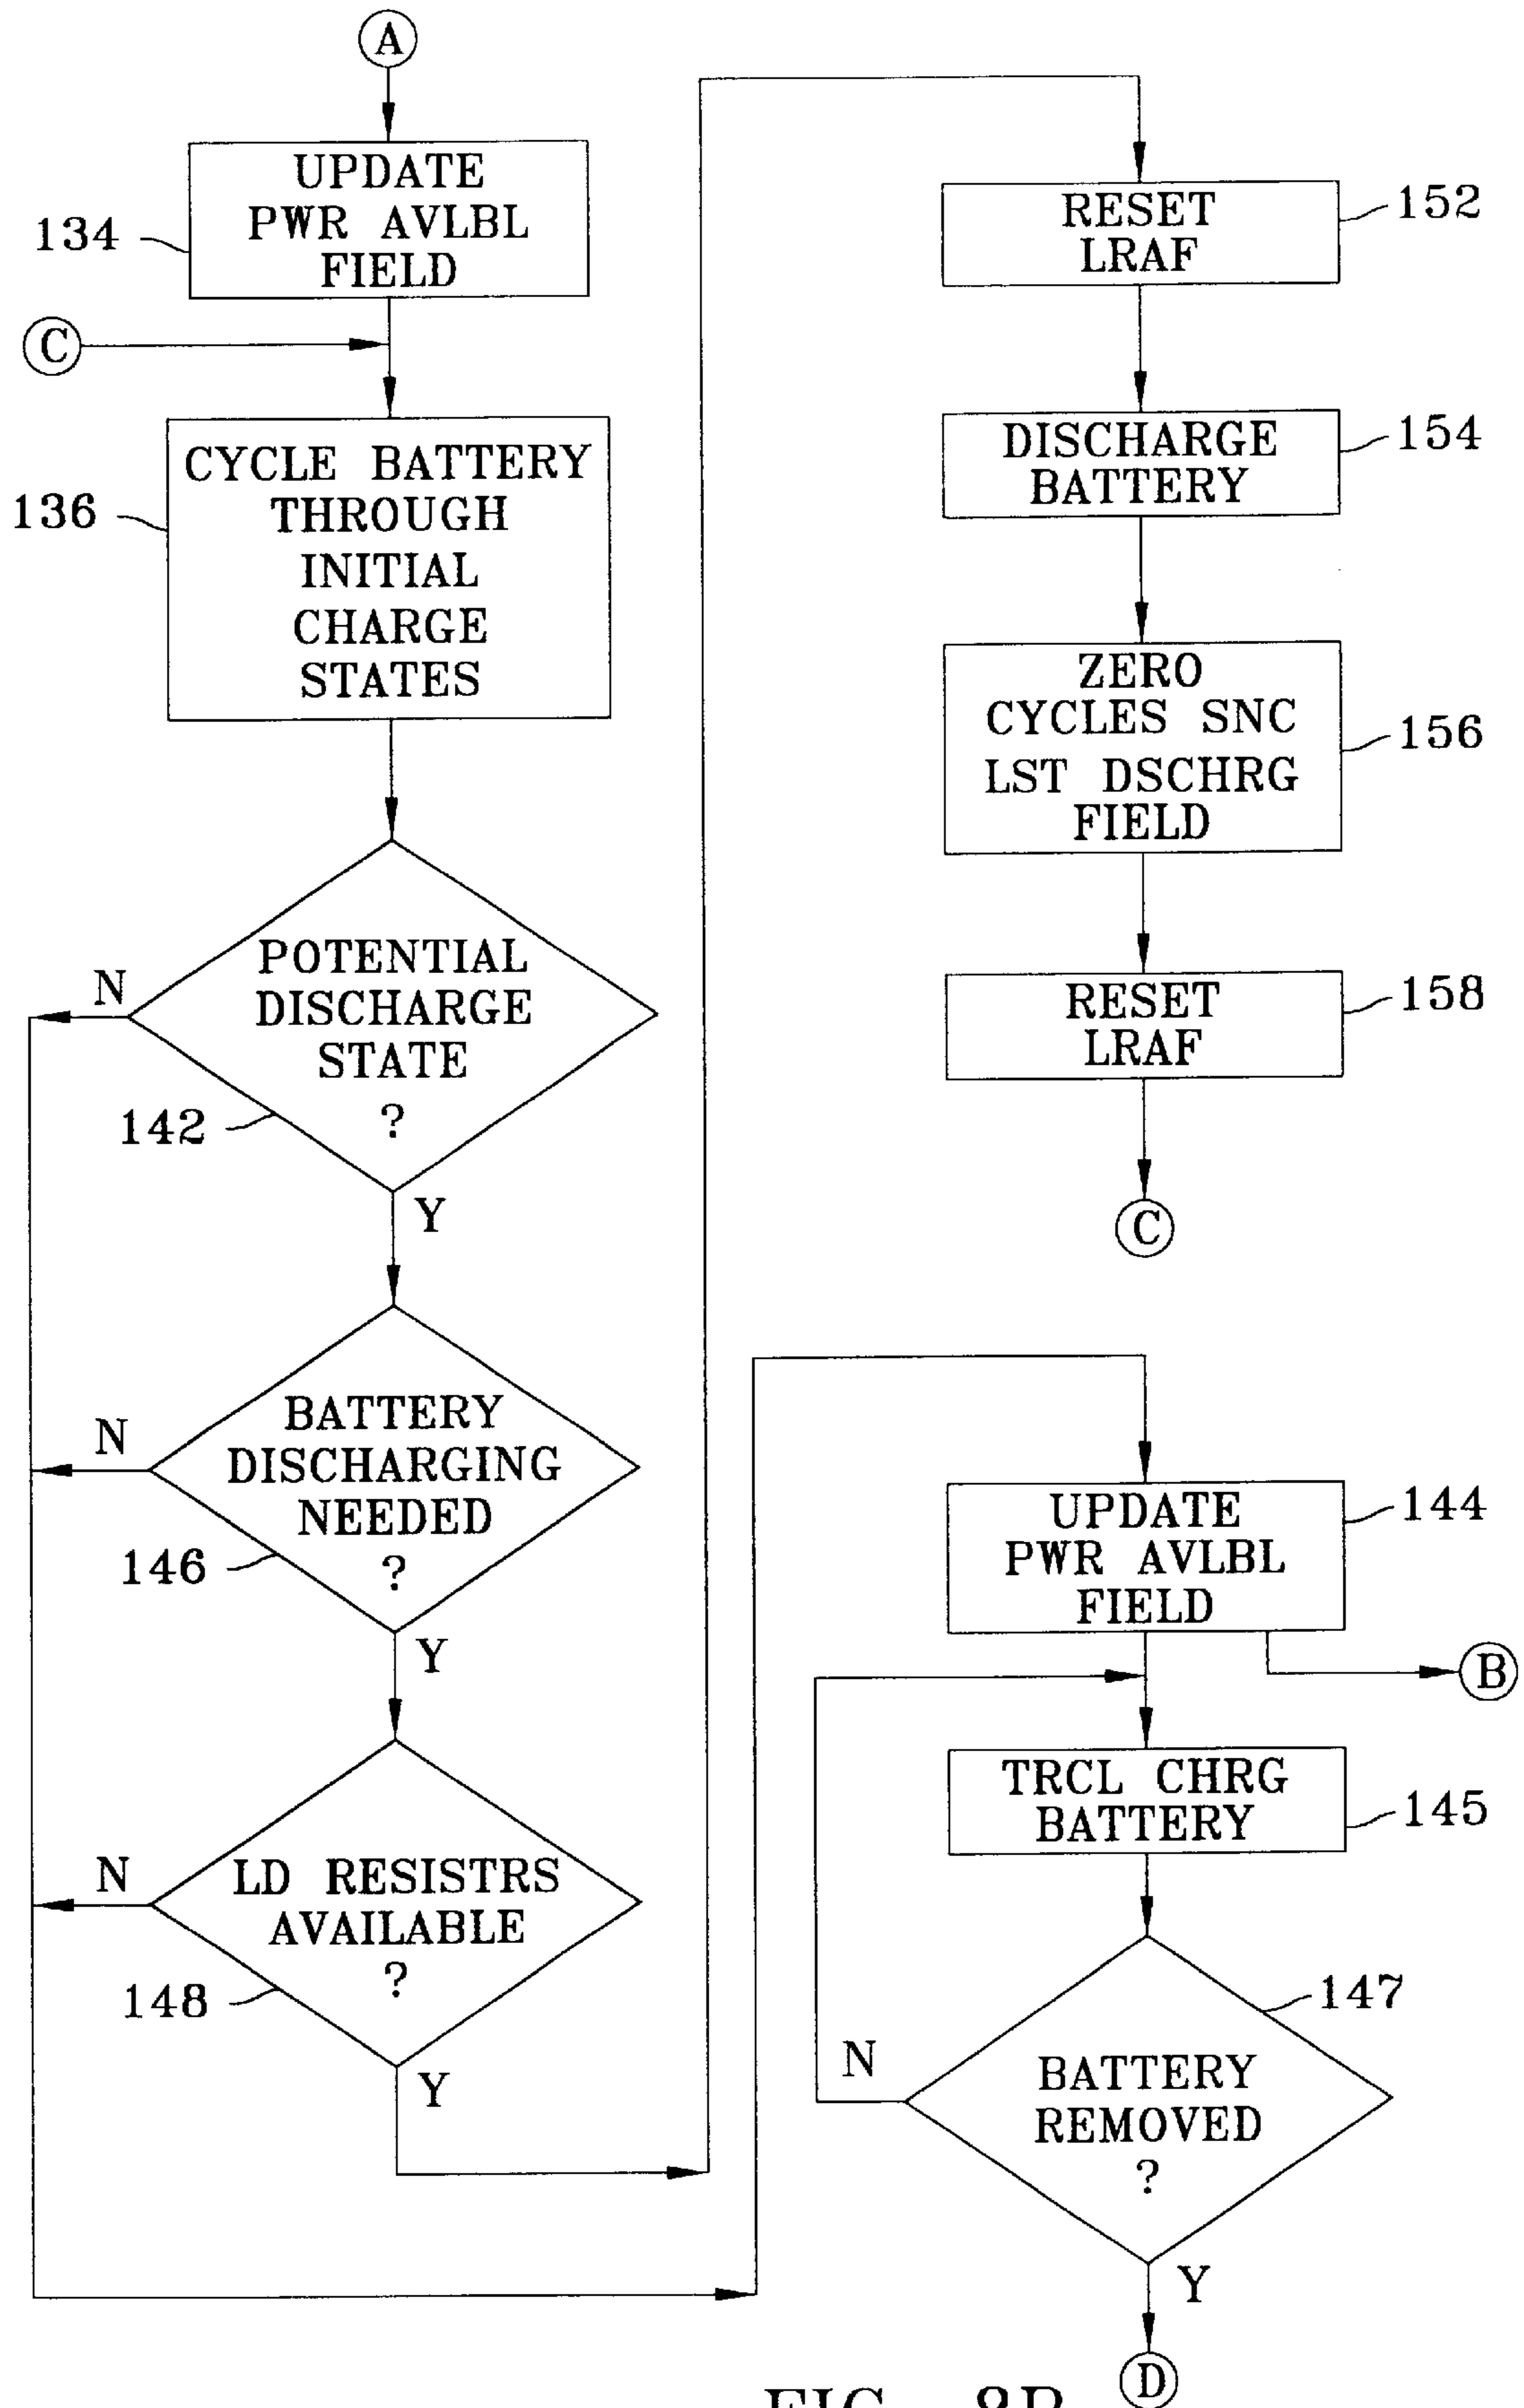 A
UPDATE
PWR AVLBL
FIELD
134
C
CYCLE BATTERY
THROUGH
INITIAL
CHARGE
STATES
136
POTENTIAL
DISCHARGE
STATE
?
N
142
Y
BATTERY
DISCHARGING
NEEDED
?
N
146
Y
LD RESISTRS
AVAILABLE
?
N
148
Y
RESET
LRAF
152
DISCHARGE
BATTERY
154
ZERO
CYCLES SNC
LST DSCHRG
FIELD
156
RESET
LRAF
158
C
UPDATE
PWR AVLBL
FIELD
144
B
TRCL CHRG
BATTERY
145
BATTERY
REMOVED
?
147
N
Y
D
FIG. 8B